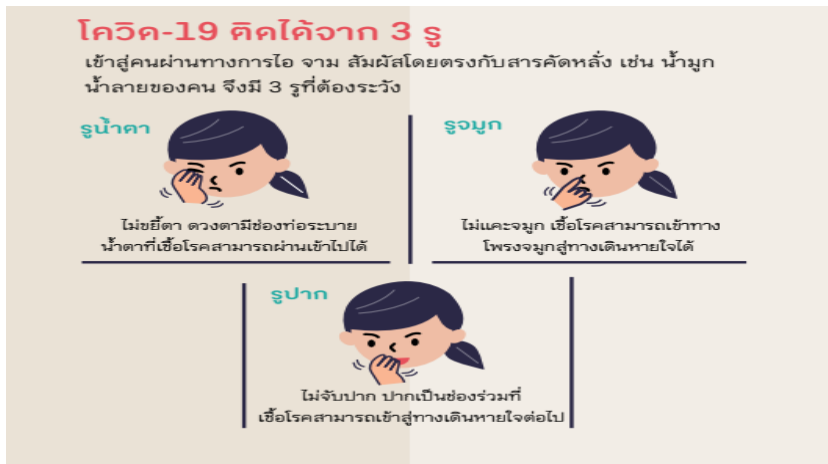 โควิด-19 ติดได้จาก 3 รู
เข้าสู่คนผ่านทางการไอ จาม สัมผัสโดยตรงกับสารคัดหลั่ง เช่น น้ำมูก
น้ำลายของคน จึงมี 3 รูที่ต้องระวัง
รูน้ำตา
ไม่ขยี้ตา ดวงตามีช่องท่อระบาย
น้ำตาที่เชื้อโรคสามารถผ่านเข้าไปได้
รูจมูก
ไม่แคะจมูก เชื้อโรคสามารถเข้าทาง
โพรงจมูกสู่ทางเดินหายใจได้
รูปาก
ไม่จับปาก ปากเป็นช่องร่วมที่
เชื้อโรคสามารถเข้าสู่ทางเดินหายใจต่อไป